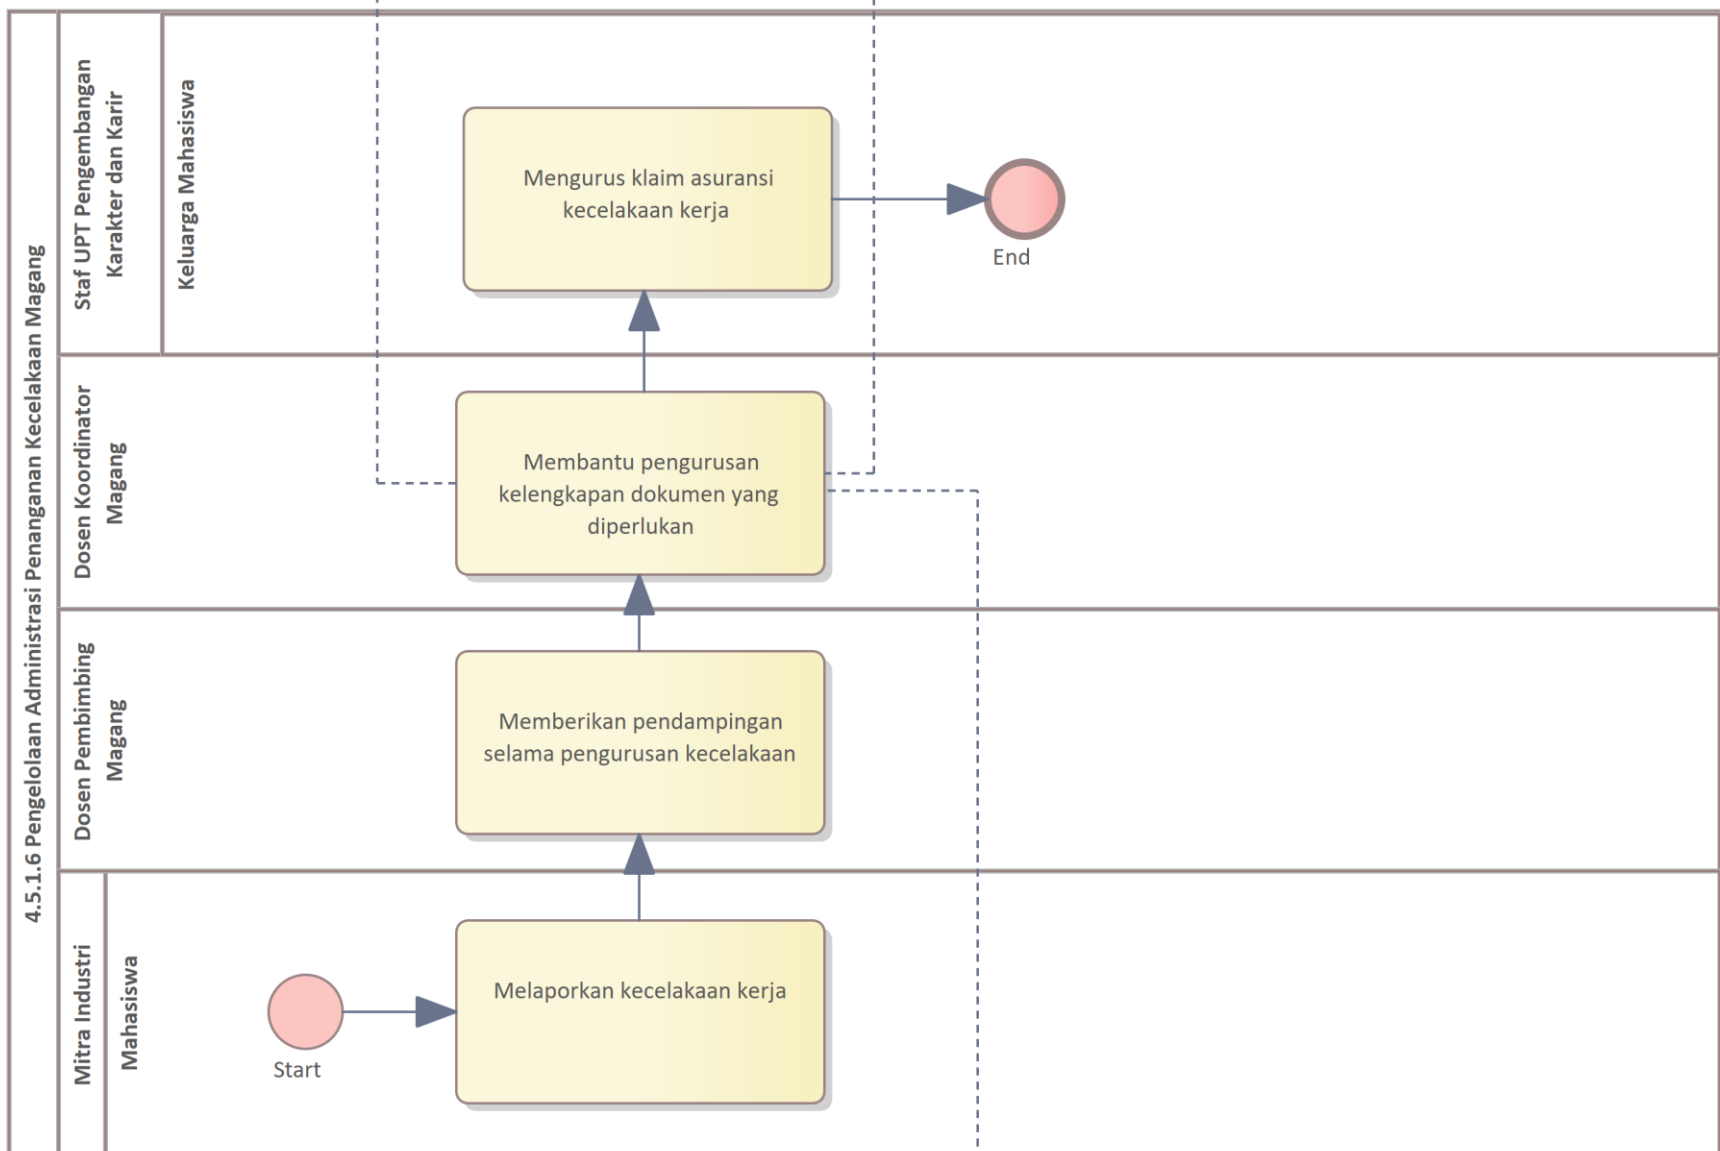 4.5.1.6 Pengelolaan Administrasi Penanganan Kecelakaan Magang
Staf UPT Pengembangan
Karakter dan Karir
Keluarga Mahasiswa
Mengurus klaim asuransi
kecelakaan kerja
End
Dosen Koordinator
Magang
Membantu pengurusan
kelengkapan dokumen yang
diperlukan
Dosen Pembimbing
Magang
Memberikan pendampingan
selama pengurusan kecelakaan
Mitra Industri
Mahasiswa
Start
Melaporkan kecelakaan kerja